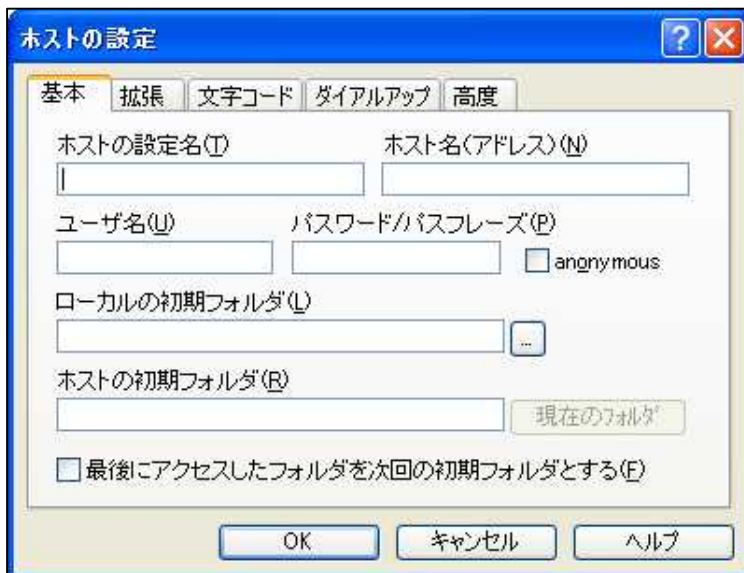 ホストの設定
基本 拡張 文字コード ダイアルアップ 高度
ホストの設定名(T) ホスト名(アドレス)(N)
ユーザ名(U) パスワード/パスフレーズ(P)
anonymous
ローカルの初期フォルダ(L)
...
ホストの初期フォルダ(R)
現在のフォルダ
最後にアクセスしたフォルダを次回の初期フォルダとする(F)
OK キャンセル ヘルプ